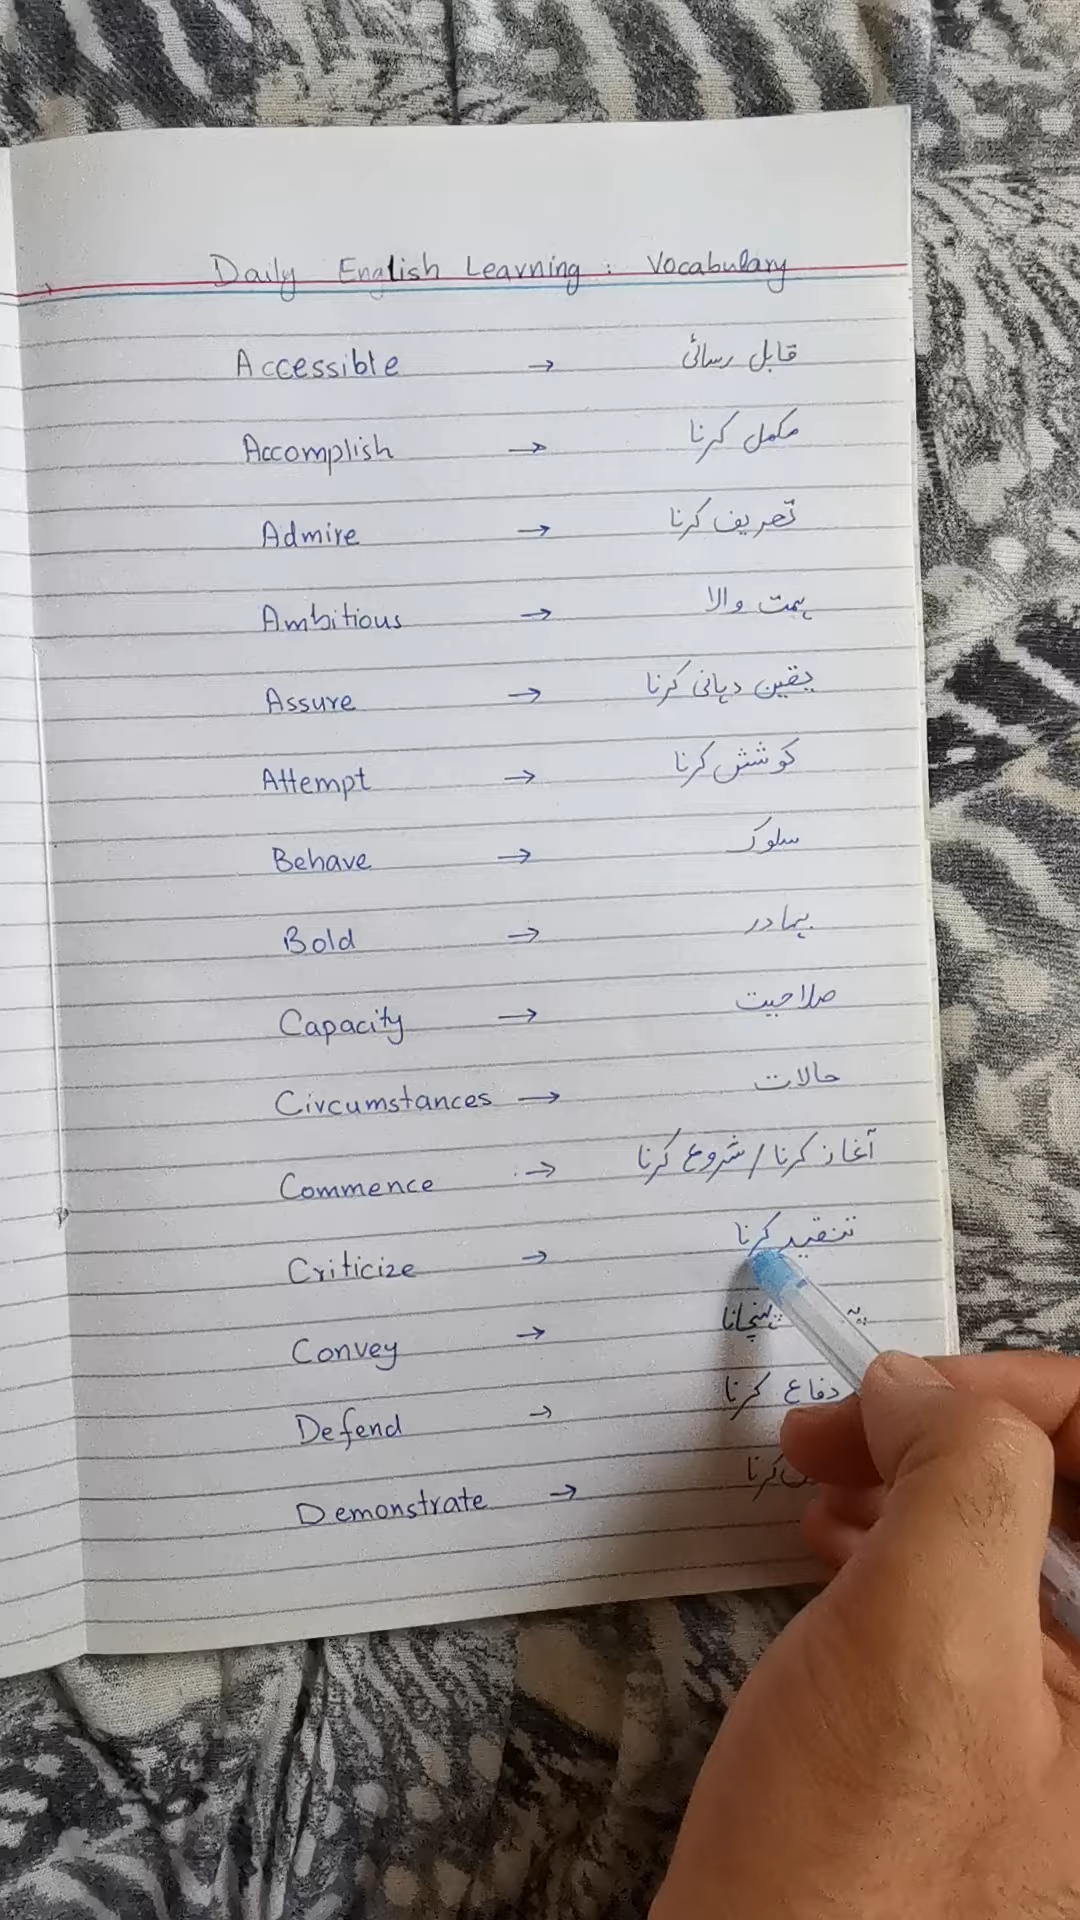 Daily English Learning : Vocabulary
Accessible → قابل رسائی
Accomplish → مکمل کرنا
Admire → تعریف کرنا
Ambitious → ہمت والا
Assure → یقین دہانی کرنا
Attempt → کوشش کرنا
Behave → سلوک
Bold → بہادر
Capacity → صلاحیت
Circumstances → حالات
Commence → آغاز کرنا / شروع کرنا
Criticize → تنقید کرنا
Convey →
Defend → دفاع کرنا
Demonstrate → کرنا